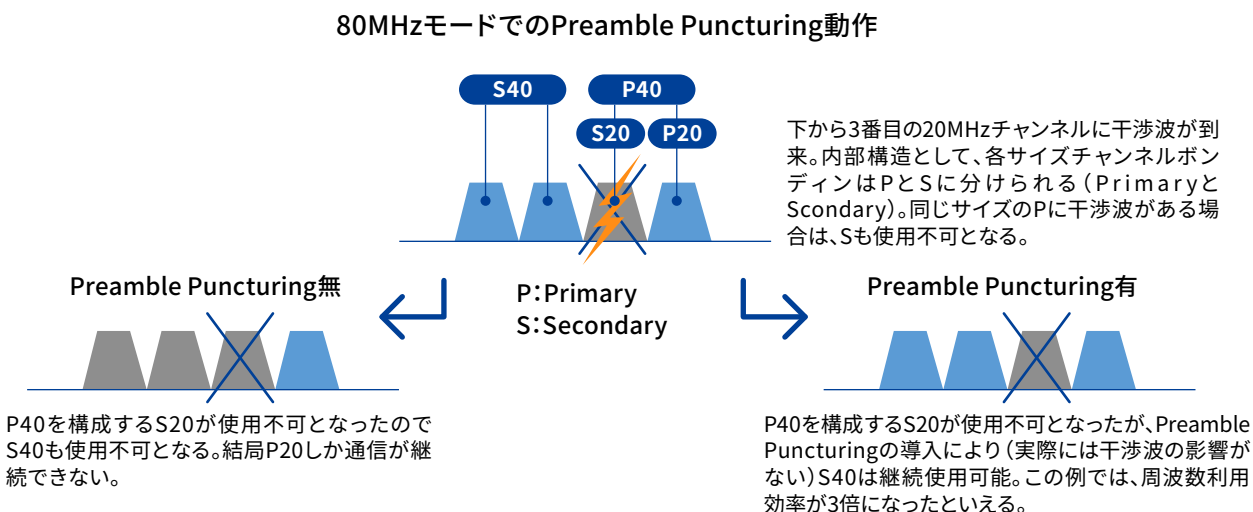 80MHzモードでのPreamble Puncturing動作
S40
P40
S20
P20
下から3番目の20MHzチャンネルに干渉波が到
来。内部構造として、各サイズチャンネルボン
ディンはPとSに分けられる(Primaryと
Scondary)。同じサイズのPに干渉波がある場
合は、Sも使用不可となる。
Preamble Puncturing無
P:Primary
S:Secondary
Preamble Puncturing有
P40を構成するS20が使用不可となったので
S40も使用不可となる。結局P20しか通信が継
続できない。
P40を構成するS20が使用不可となったが、Preamble
Puncturingの導入により(実際には干渉波の影響が
ない)S40は継続使用可能。この例では、周波数利用
効率が3倍になったといえる。